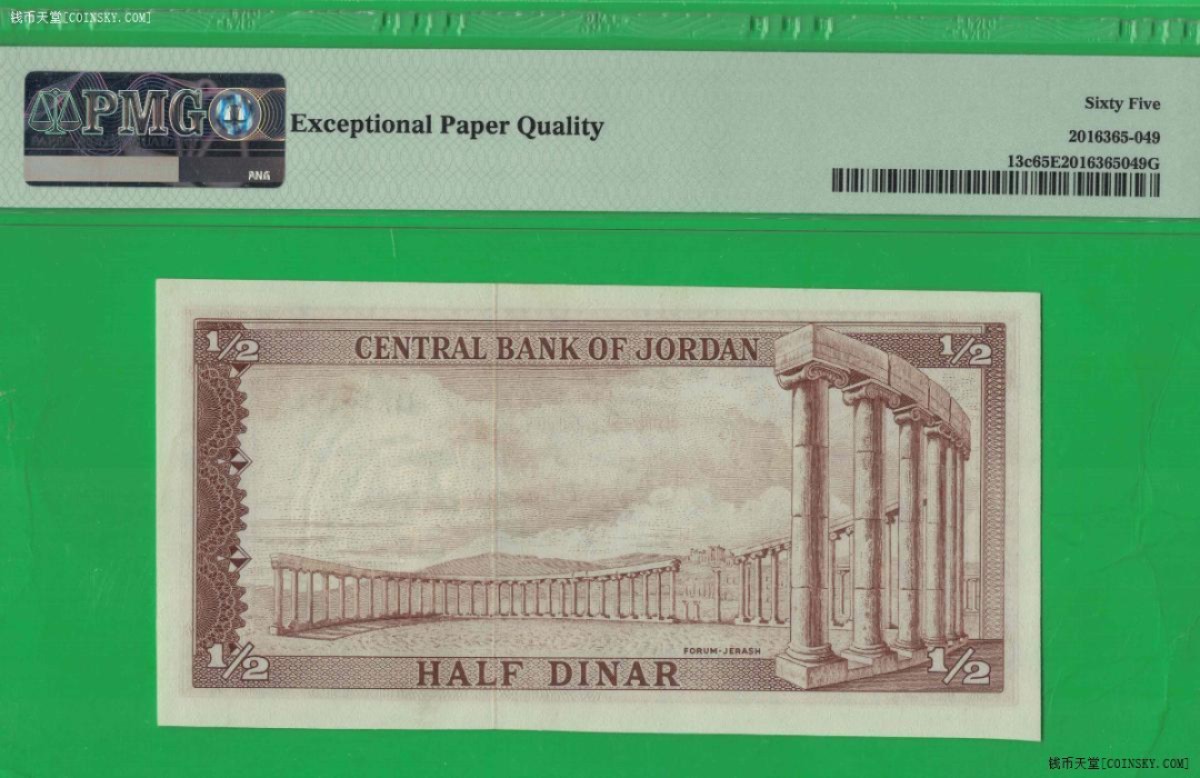 钱币天堂[COINSKY.COM]
PMG
Exceptional Paper Quality
PNG
Sixty Five
2016365-049
13c65E2016365049G
1/2
CENTRAL BANK OF JORDAN
1/2
FORUM-JERASH
1/2
HALF DINAR
1/2
钱币天堂[COINSKY.COM]